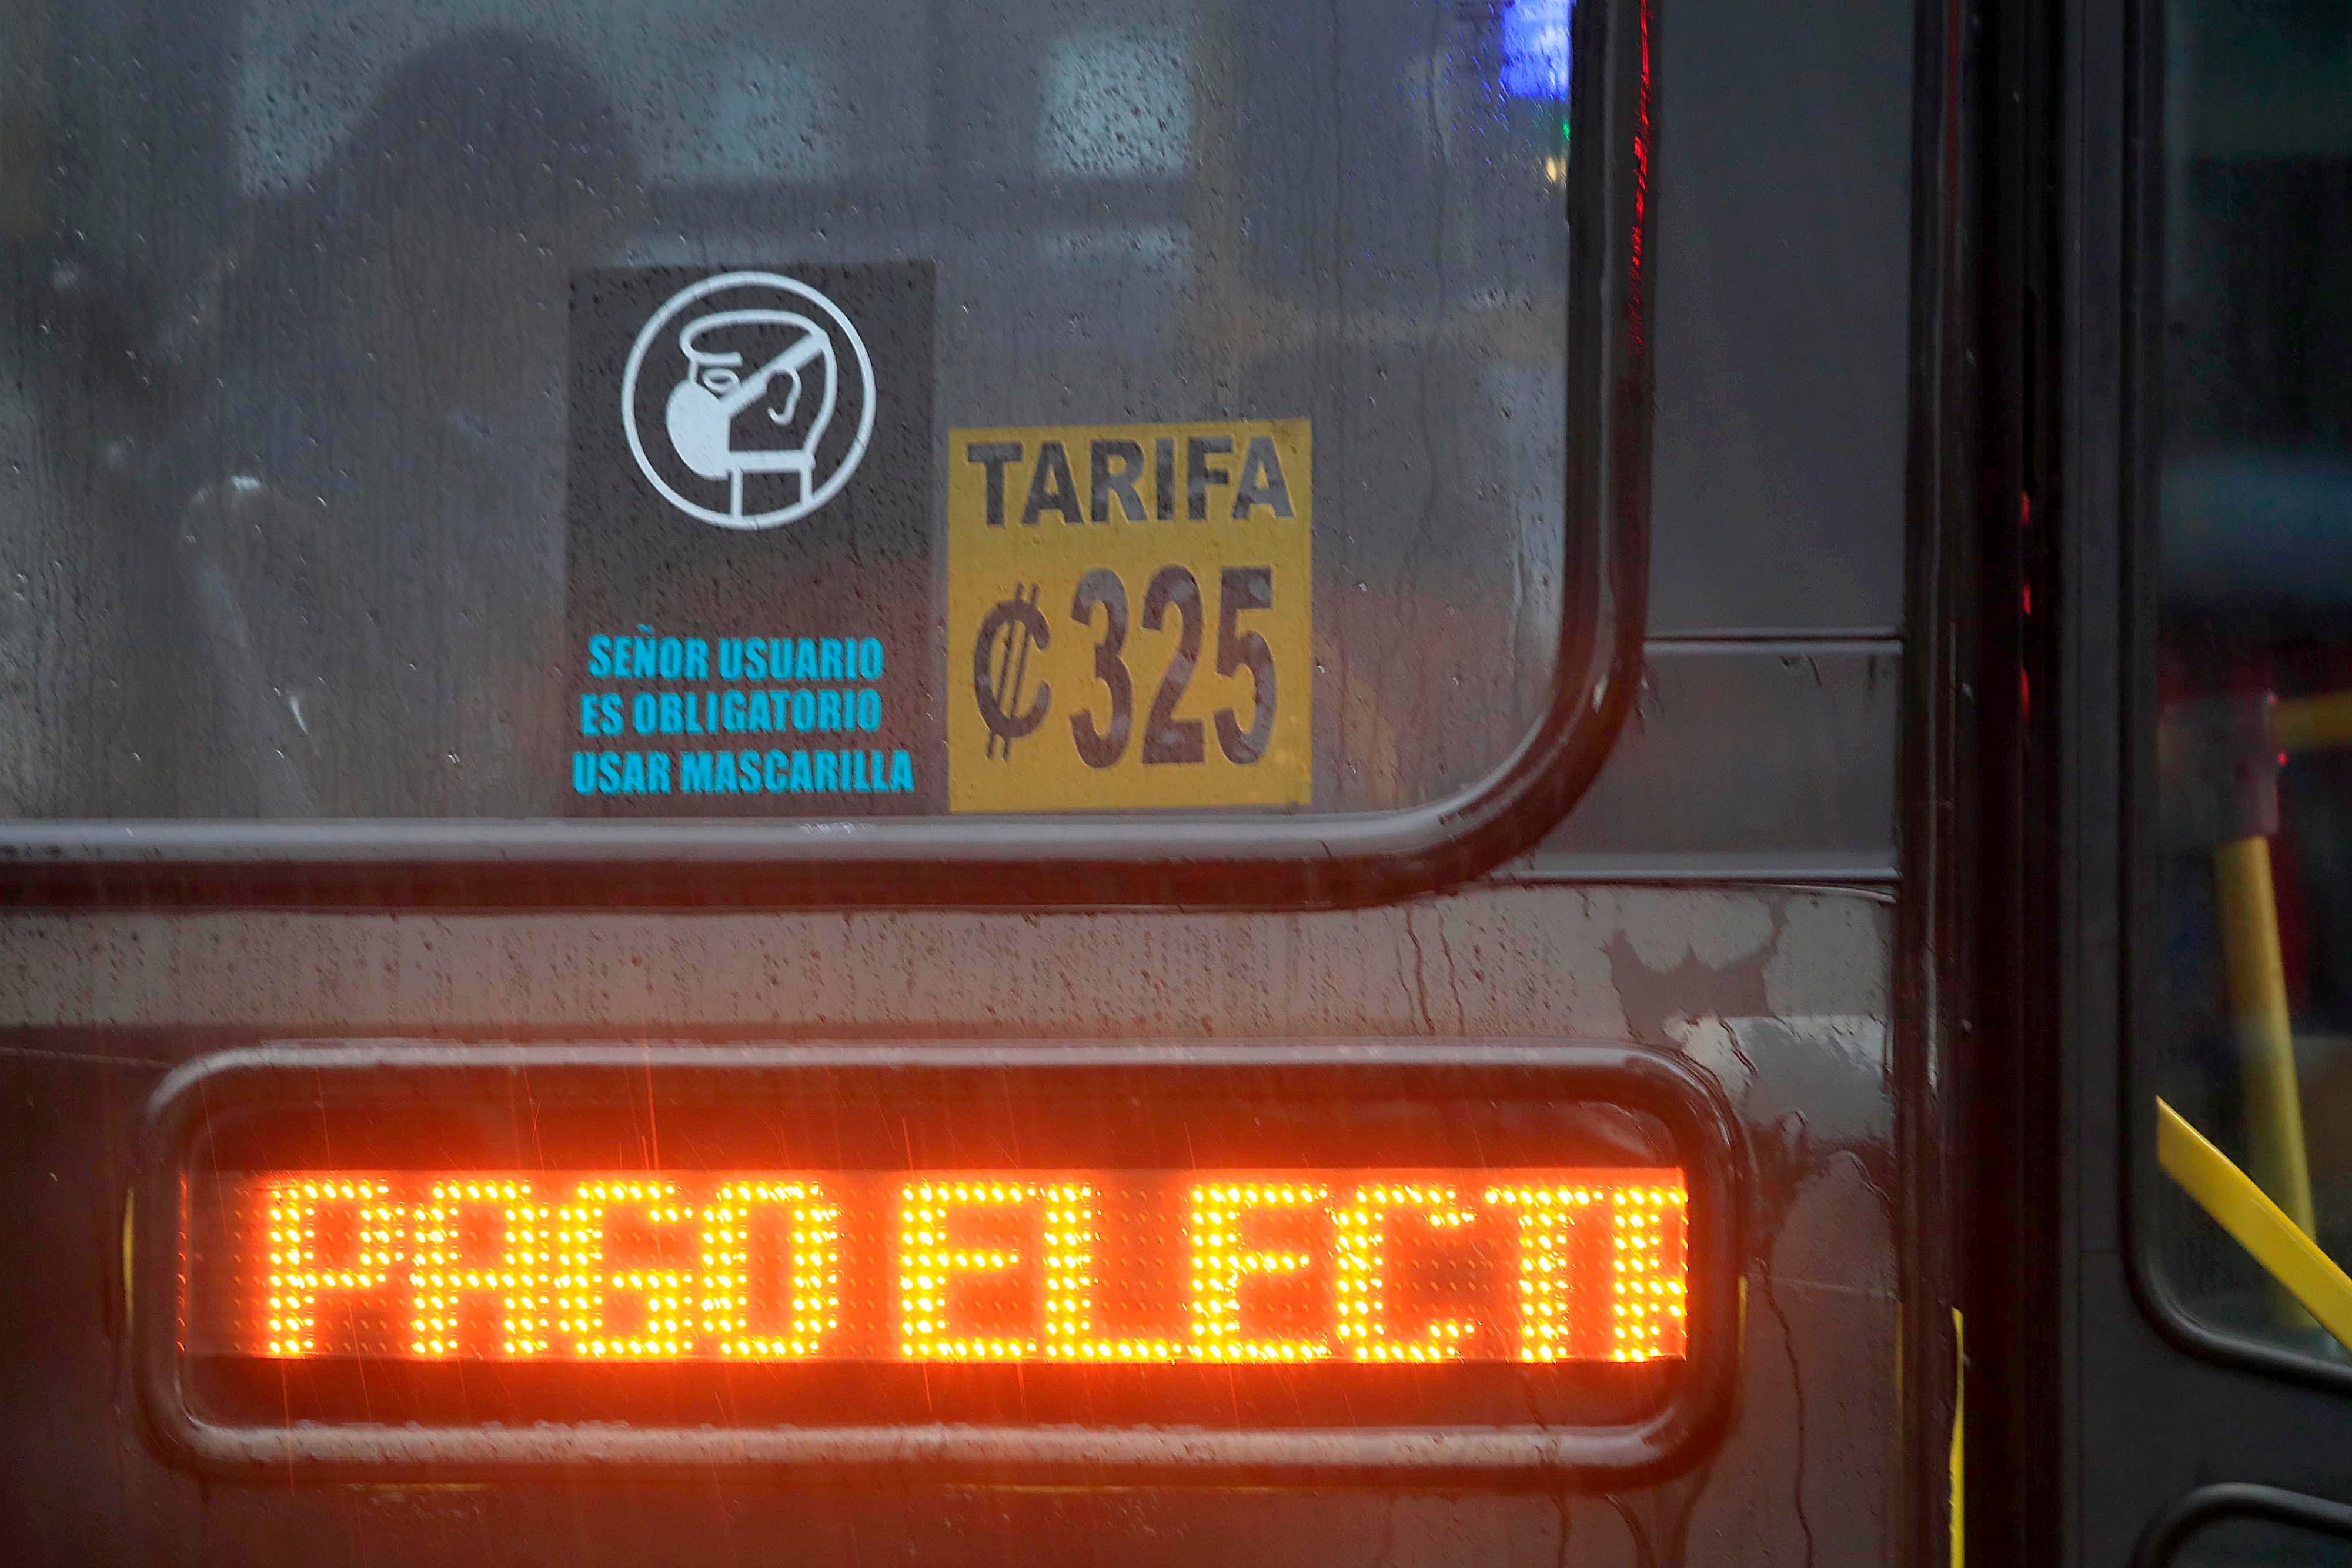 SEÑOR USUARIO
ES OBLIGATORIO
USAR MASCARILLA
TARIFA
₡325
PAGO ELECT